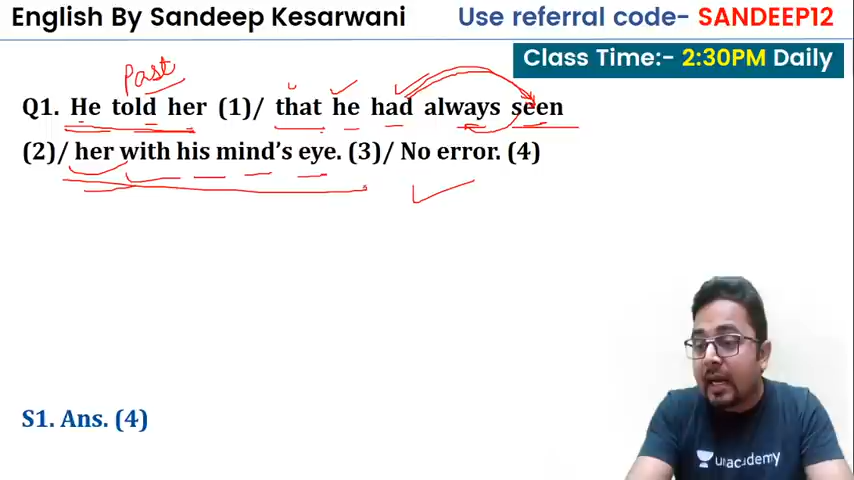 English By Sandeep Kesarwani
Use referral code- SANDEEP12
Class Time:- 2:30PM Daily
Past
Q1. He told her (1)/ that he had always seen
(2)/ her with his mind's eye. (3)/ No error. (4)
S1. Ans. (4)
unacademy